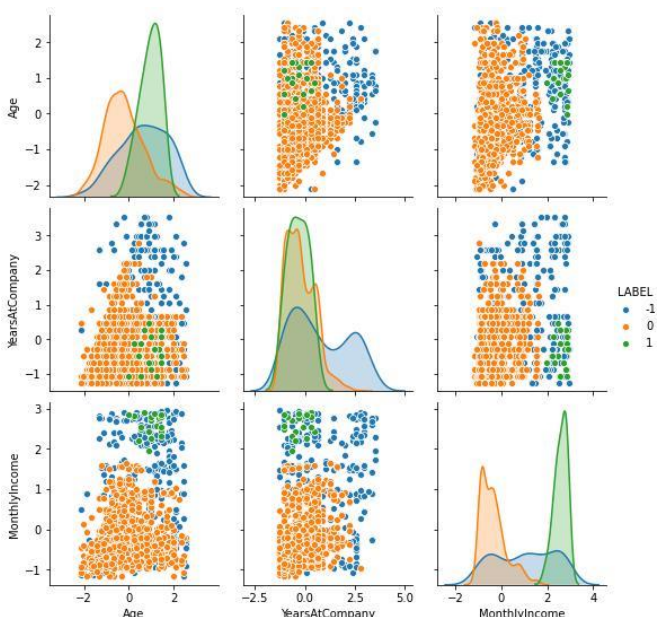 2
1
0
−1
−2
Age
3
2
1
0
−1
YearsAtCompany
LABEL
-1
0
1
3
2
1
0
−1
MonthlyIncome
−2 0 2
−2.5 0.0 2.5 5.0
−2 0 2 4
Age
YearsAtCompany
MonthlyIncome